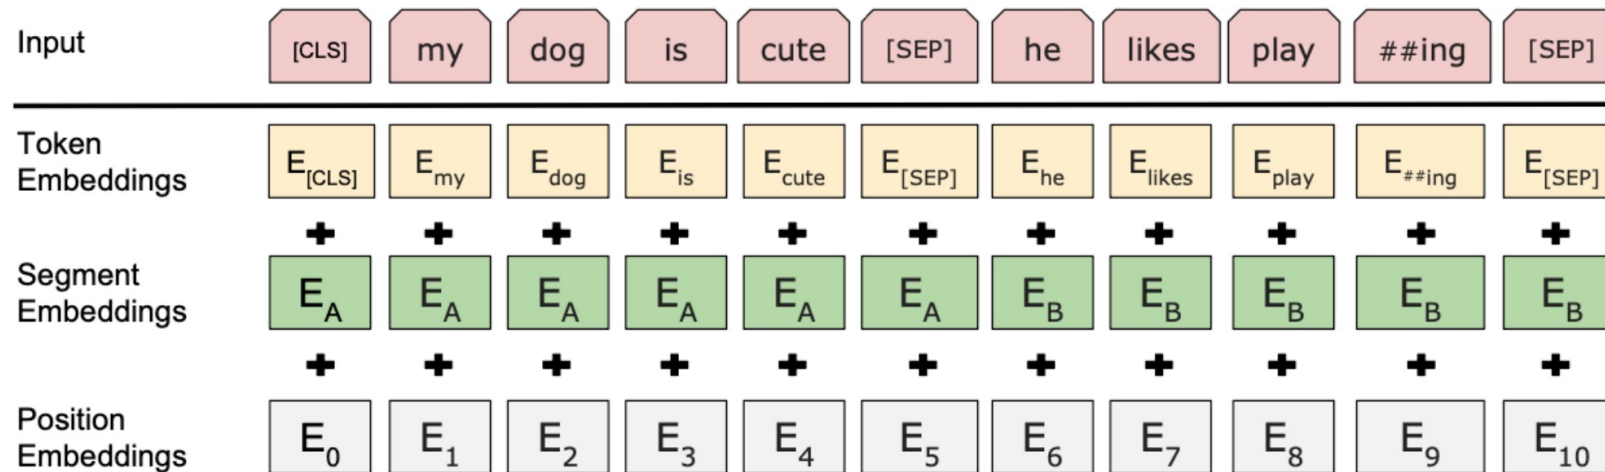 Input [CLS] my dog is cute [SEP] he likes play ##ing [SEP]
Token
Embeddings
E[CLS] Emy Edog Eis Ecute E[SEP] Ehe Elikes Eplay E##ing E[SEP]
+ + + + + + + + + + +
Segment
Embeddings
EA EA EA EA EA EA EB EB EB EB EB
+ + + + + + + + + + +
Position
Embeddings
E0 E1 E2 E3 E4 E5 E6 E7 E8 E9 E10